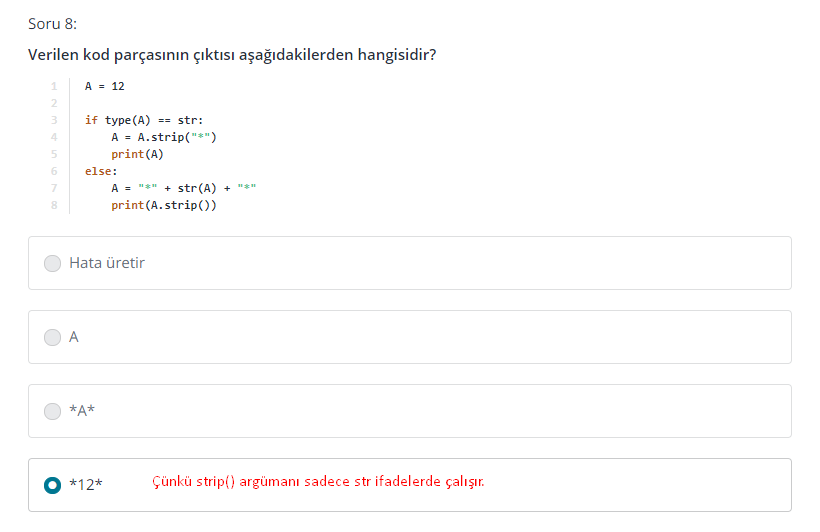 Soru 8:
Verilen kod parçasının çıktısı aşağıdakilerden hangisidir?
1 A = 12
2
3 if type(A) == str:
4 A = A.strip("*")
5 print(A)
6 else:
7 A = "*" + str(A) + "*"
8 print(A.strip())
Hata üretir
A
*A*
*12* Çünkü strip() argümanı sadece str ifadelerde çalışır.